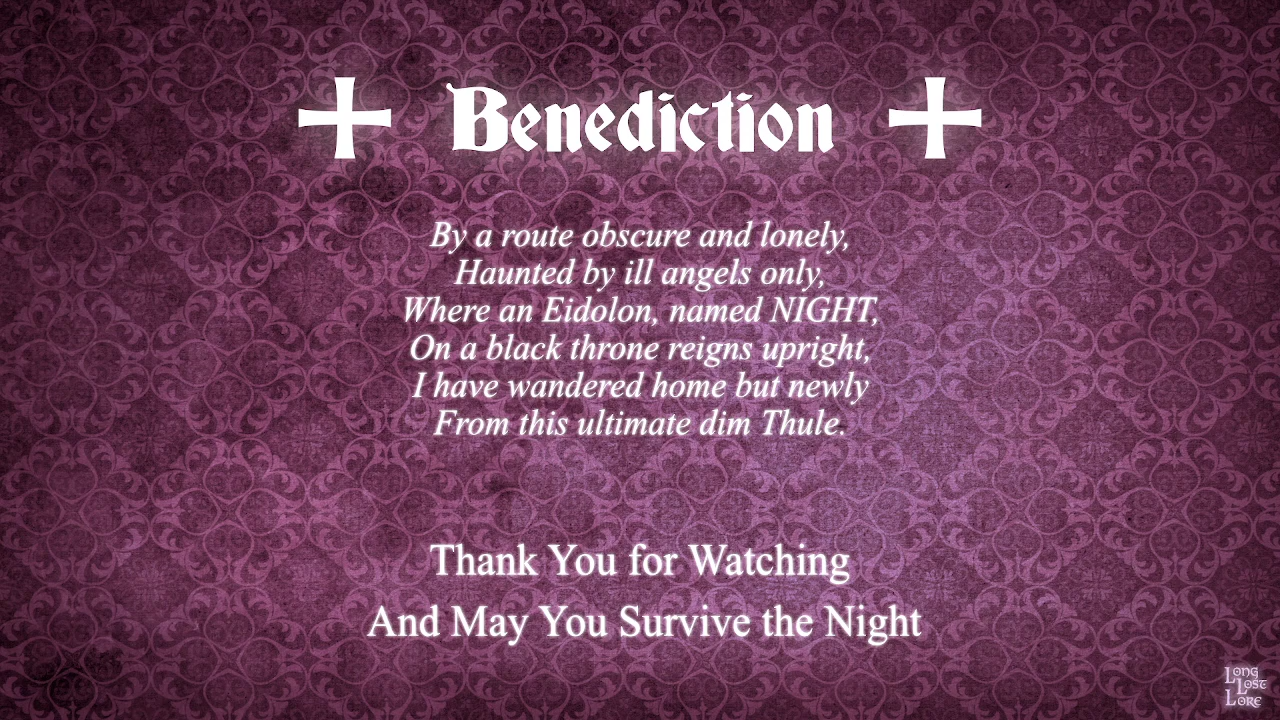 Benediction
By a route obscure and lonely,
Haunted by ill angels only,
Where an Eidolon, named NIGHT,
On a black throne reigns upright,
I have wandered home but newly
From this ultimate dim Thule.
Thank You for Watching
And May You Survive the Night
Long
Lost
Lore